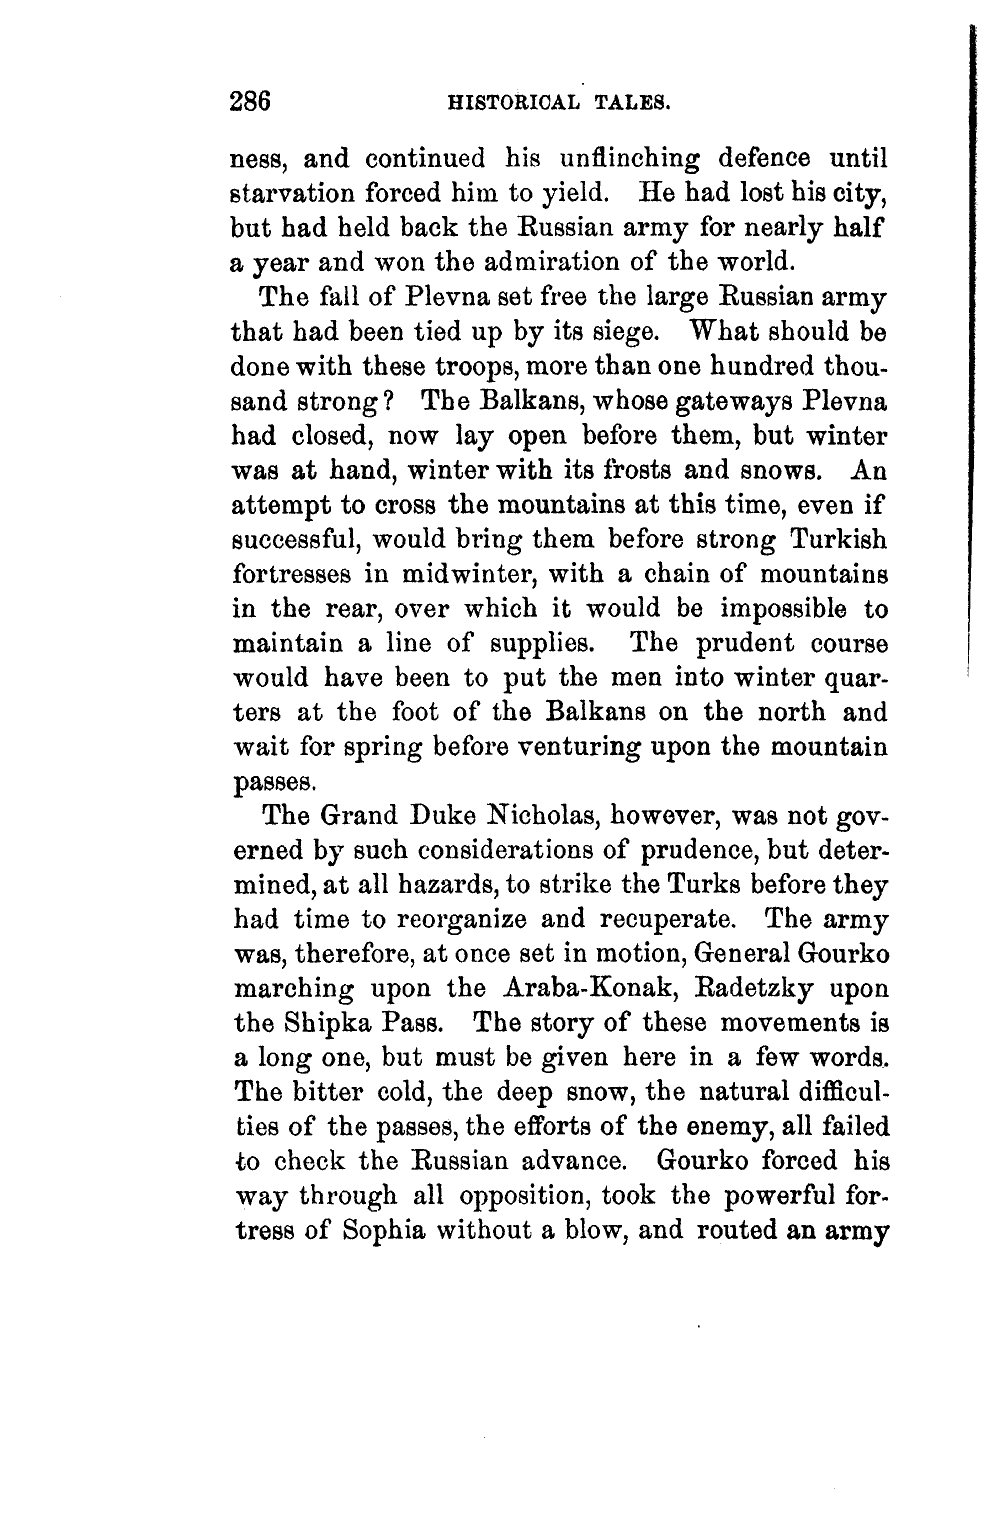 286 HISTORICAL TALES.
ness, and continued his unflinching defence until
starvation forced him to yield. He had lost his city,
but had held back the Russian army for nearly half
a year and won the admiration of the world.
The fall of Plevna set free the large Russian army
that had been tied up by its siege. What should be
done with these troops, more than one hundred thou-
sand strong? The Balkans, whose gateways Plevna
had closed, now lay open before them, but winter
was at hand, winter with its frosts and snows. An
attempt to cross the mountains at this time, even if
successful, would bring them before strong Turkish
fortresses in midwinter, with a chain of mountains
in the rear, over which it would be impossible to
maintain a line of supplies. The prudent course
would have been to put the men into winter quar-
ters at the foot of the Balkans on the north and
wait for spring before venturing upon the mountain
passes.
The Grand Duke Nicholas, however, was not gov-
erned by such considerations of prudence, but deter-
mined, at all hazards, to strike the Turks before they
had time to reorganize and recuperate. The army
was, therefore, at once set in motion, General Gourko
marching upon the Araba-Konak, Radetzky upon
the Shipka Pass. The story of these movements is
a long one, but must be given here in a few words.
The bitter cold, the deep snow, the natural difficul-
ties of the passes, the efforts of the enemy, all failed
to check the Russian advance. Gourko forced his
way through all opposition, took the powerful for-
tress of Sophia without a blow, and routed an army